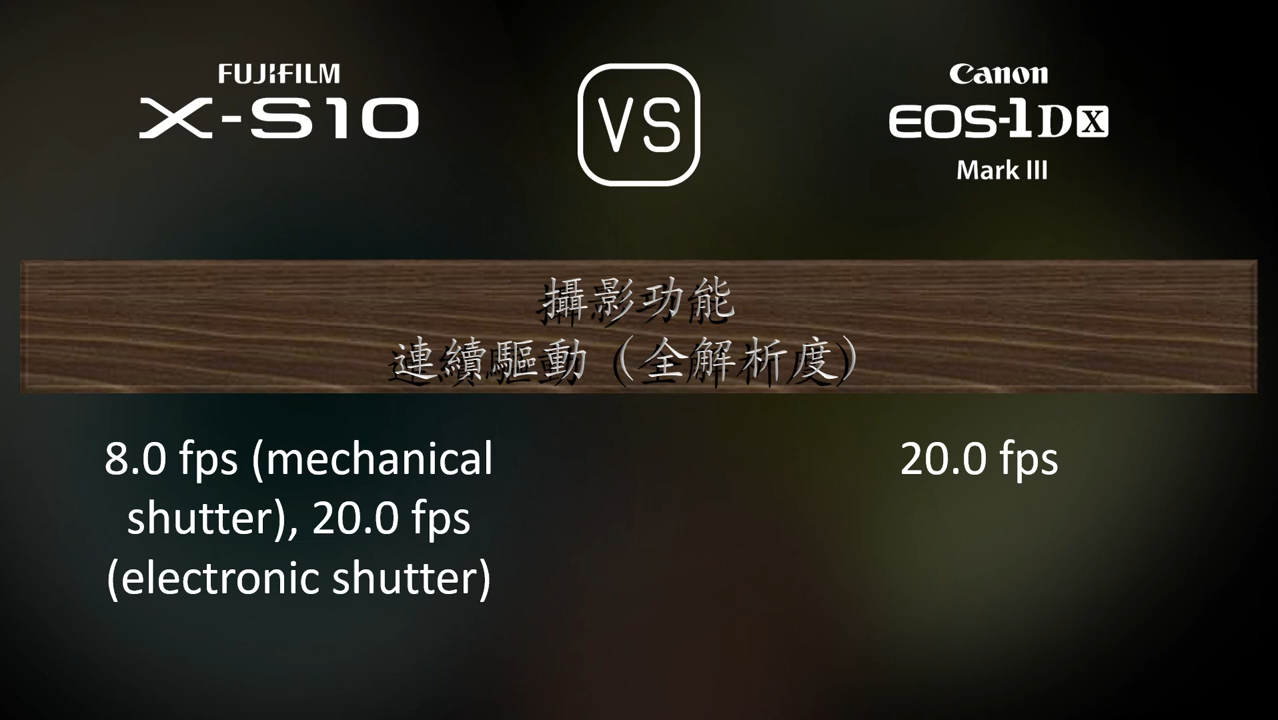 FUJIFILM
X-S10
VS
Canon
EOS-1DX
Mark III
攝影功能
連續驅動（全解析度）
8.0 fps (mechanical
shutter), 20.0 fps
(electronic shutter)
20.0 fps